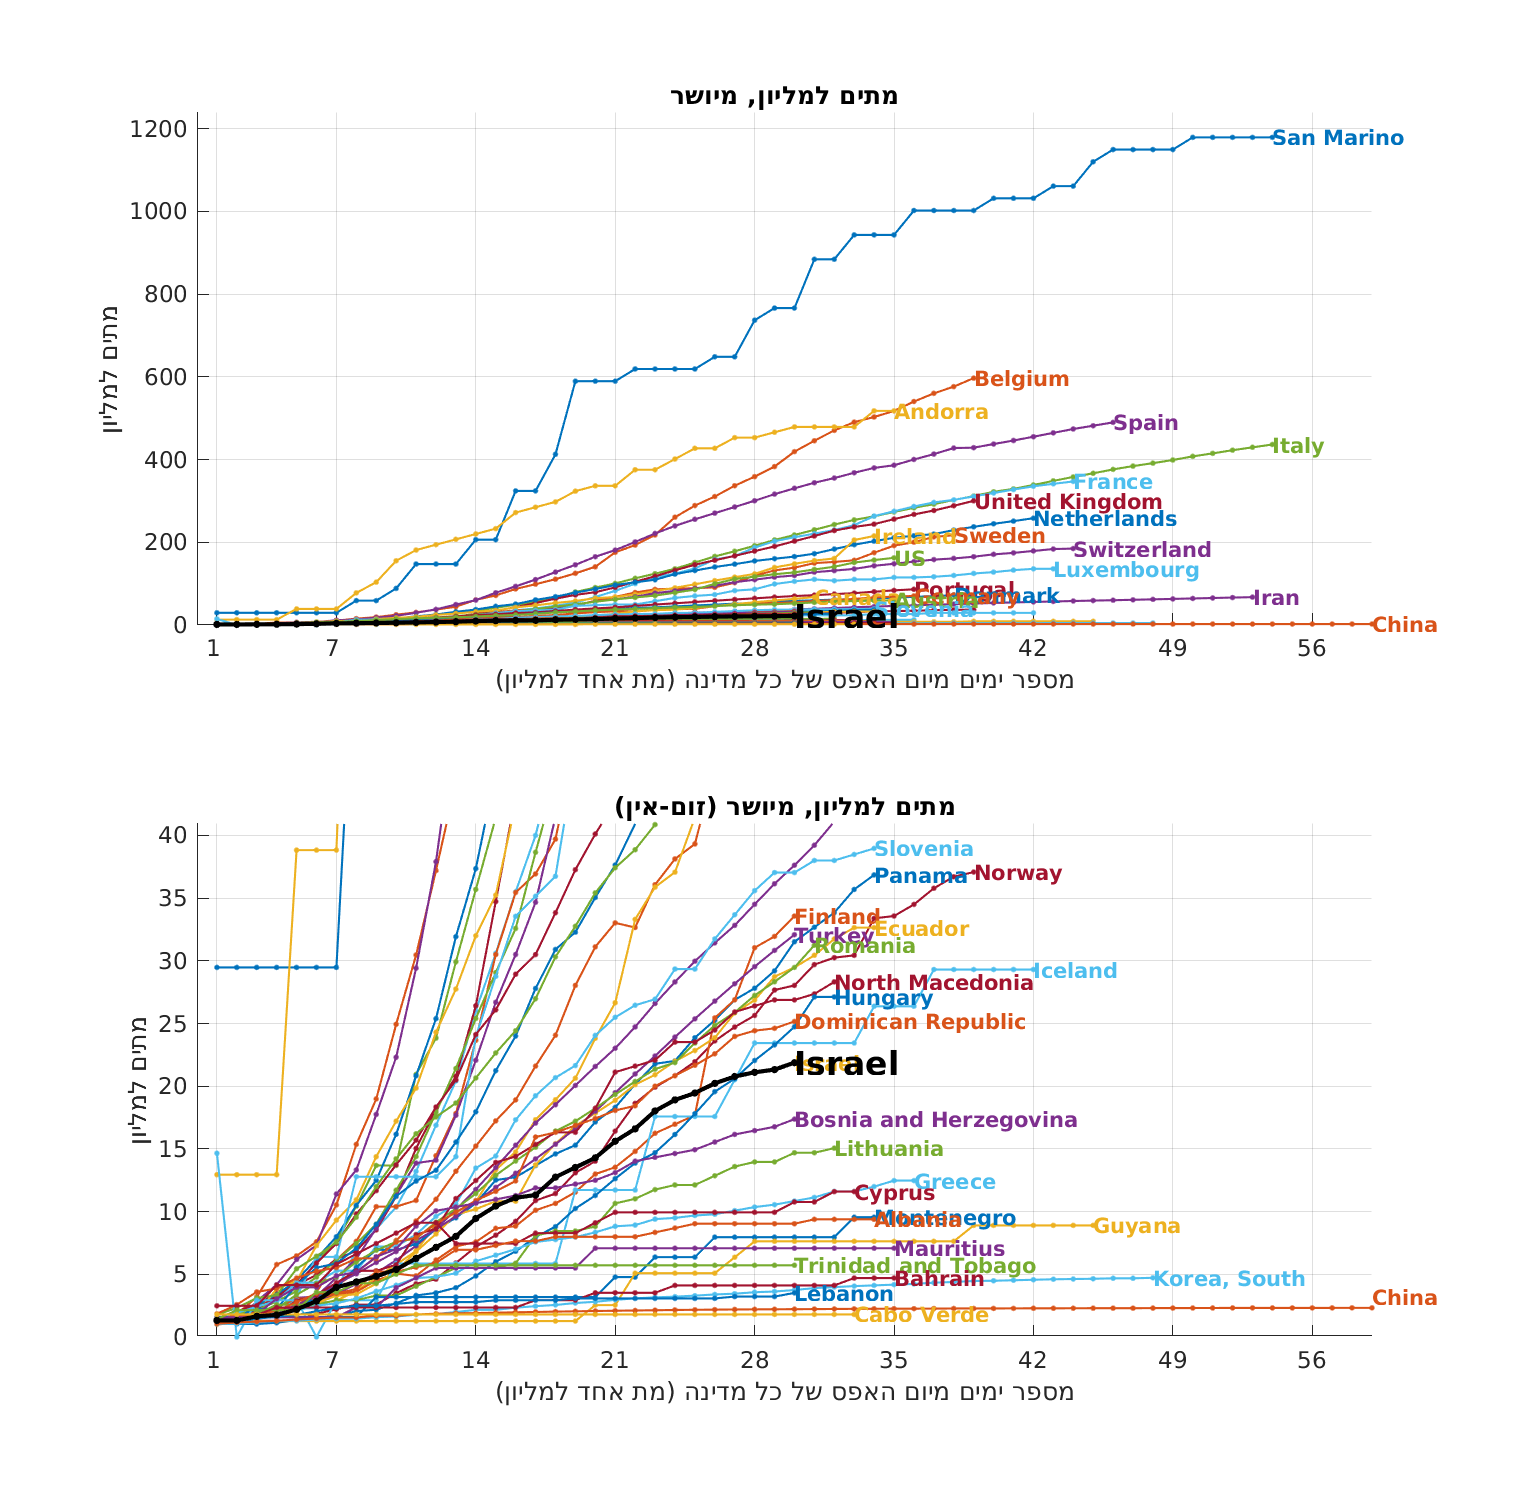 מתים למליון, מיושר
1200
1000
800
600
400
200
0
מתים למליון
San Marino
Belgium
Andorra
Spain
Italy
France
United Kingdom
Netherlands
Ireland
Sweden
US
Switzerland
Luxembourg
Portugal
Denmark
Iran
Israel
China
1 7 14 21 28 35 42 49 56
מספר ימים מיום האפס של כל מדינה (מת אחד למליון)
מתים למליון, מיושר (זום-אין)
40
35
30
25
20
15
10
5
0
מתים למליון
Slovenia
Panama
Norway
Finland
Ecuador
Turkey
Romania
Iceland
North Macedonia
Hungary
Dominican Republic
Israel
Bosnia and Herzegovina
Lithuania
Greece
Cyprus
Montenegro
Albania
Guyana
Mauritius
Trinidad and Tobago
Bahrain
Korea, South
Lebanon
China
Cabo Verde
1 7 14 21 28 35 42 49 56
מספר ימים מיום האפס של כל מדינה (מת אחד למליון)